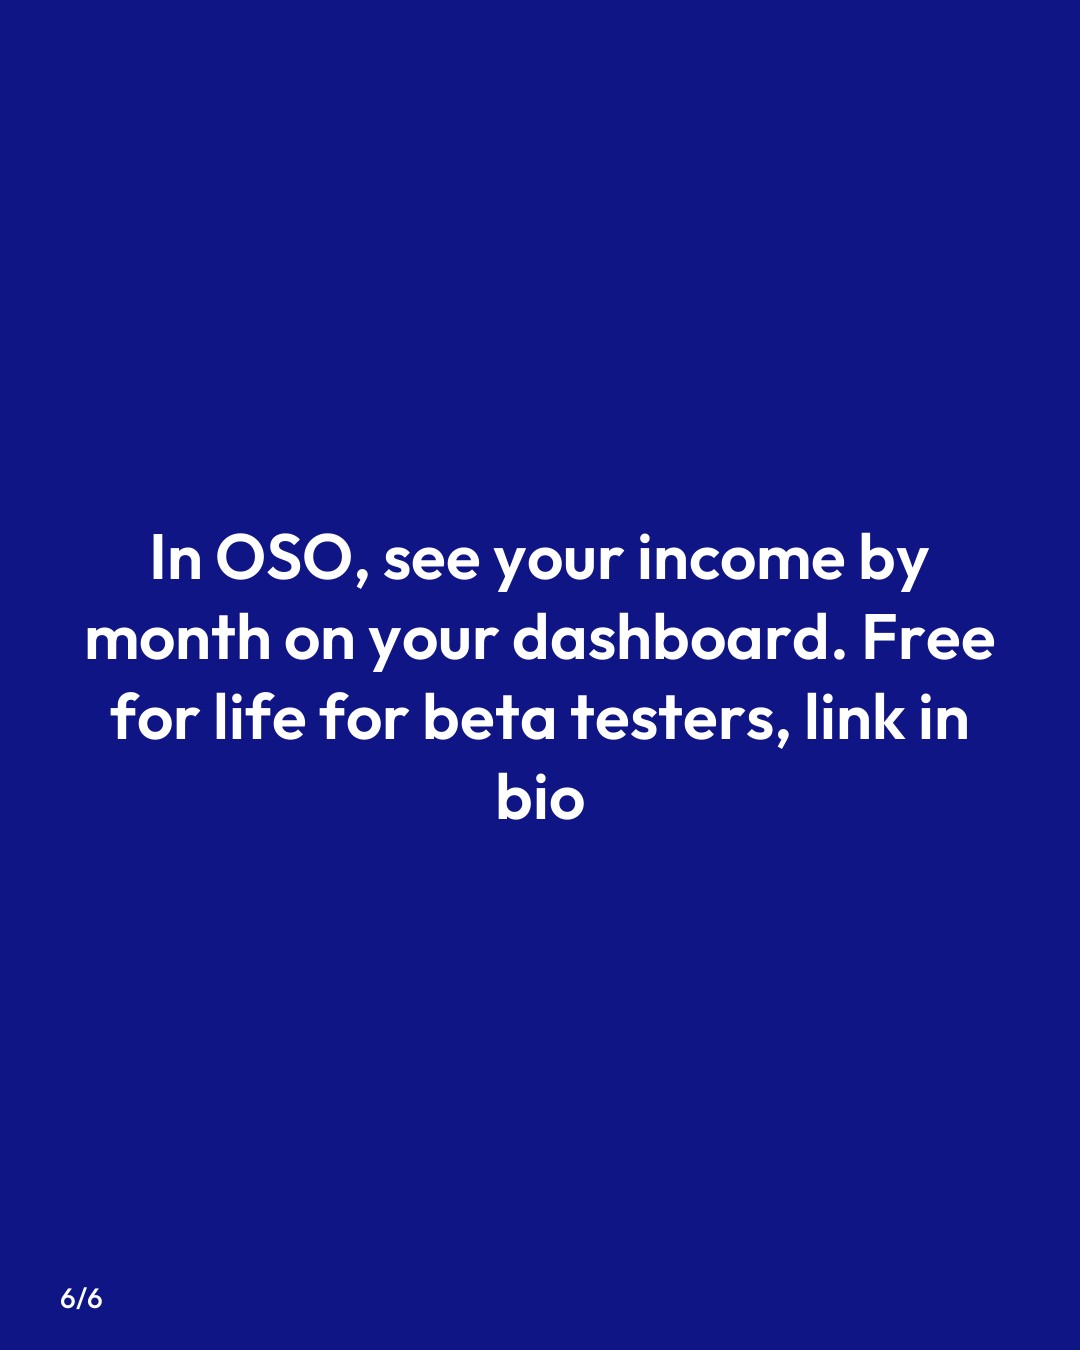 In OSO, see your income by
month on your dashboard. Free
for life for beta testers, link in
bio
6/6